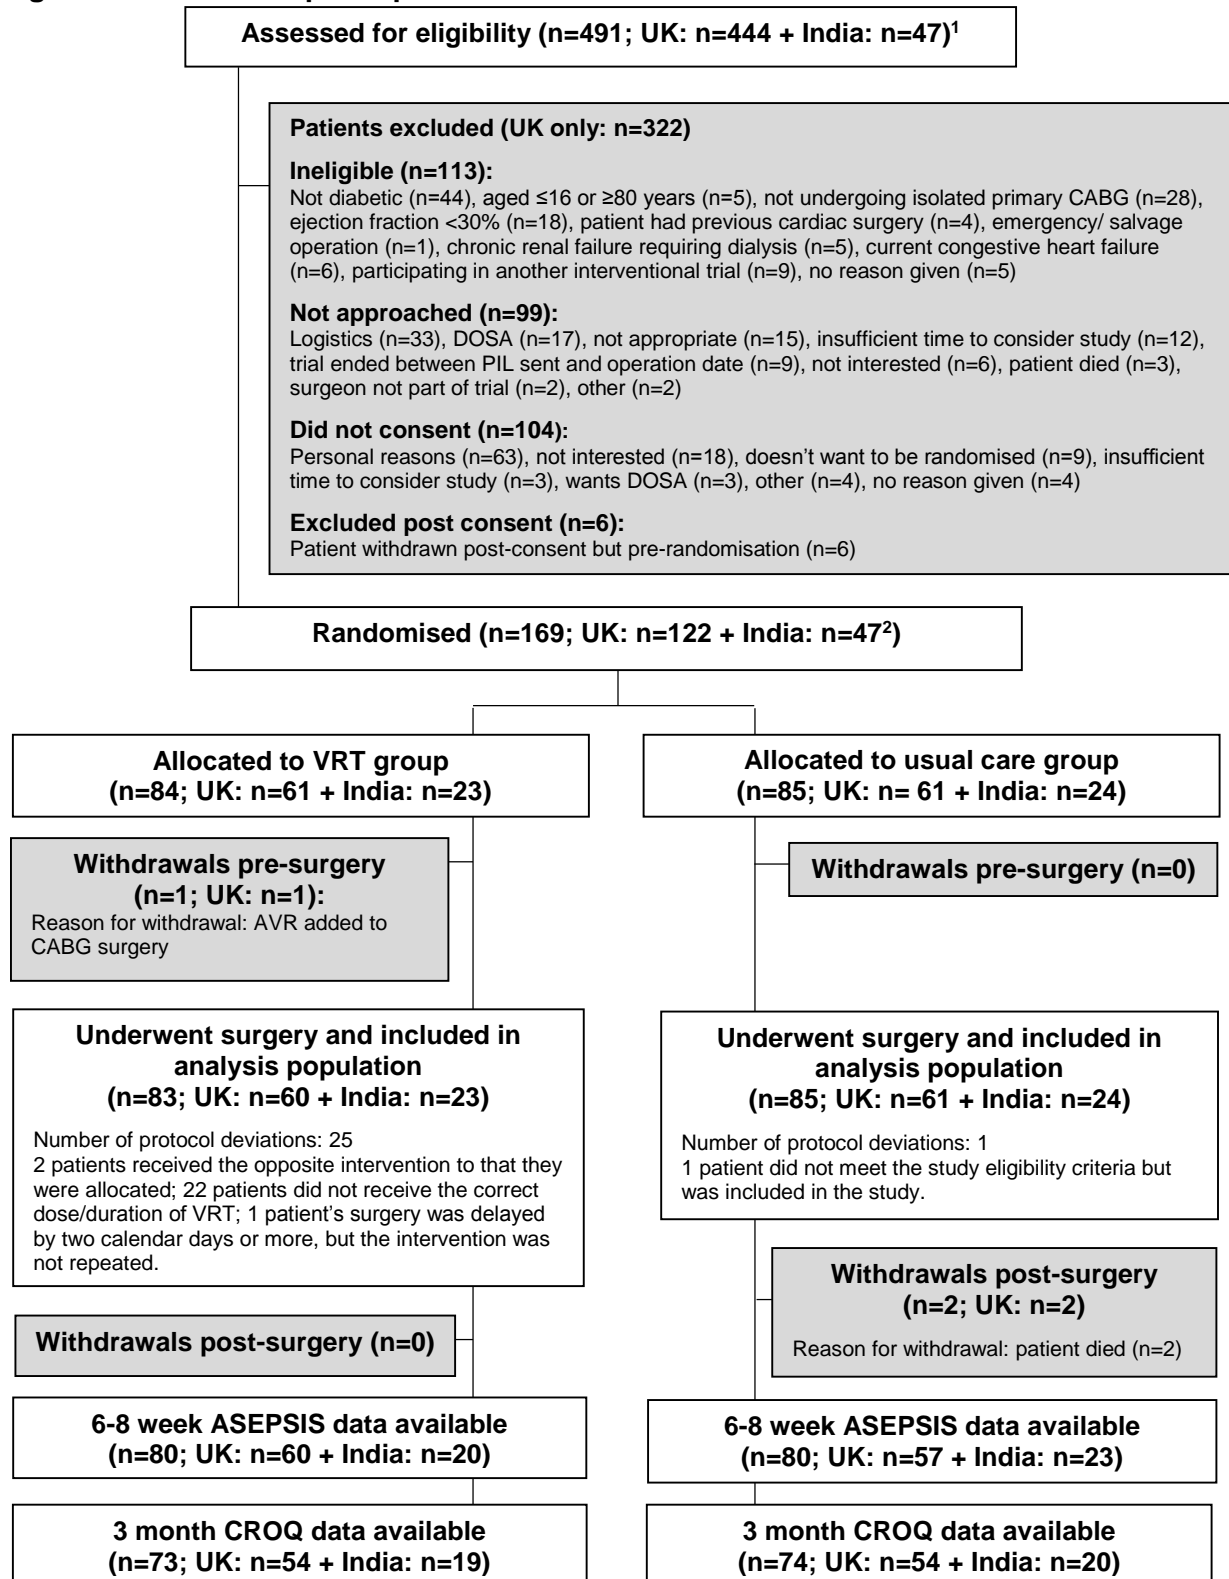 Assessed for eligibility (n=491; UK: n=444 + India: n=47)¹
Patients excluded (UK only: n=322)
Ineligible (n=113):
Not diabetic (n=44), aged ≤16 or ≥80 years (n=5), not undergoing isolated primary CABG (n=28),
ejection fraction <30% (n=18), patient had previous cardiac surgery (n=4), emergency/ salvage
operation (n=1), chronic renal failure requiring dialysis (n=5), current congestive heart failure
(n=6), participating in another interventional trial (n=9), no reason given (n=5)
Not approached (n=99):
Logistics (n=33), DOSA (n=17), not appropriate (n=15), insufficient time to consider study (n=12),
trial ended between PIL sent and operation date (n=9), not interested (n=6), patient died (n=3),
surgeon not part of trial (n=2), other (n=2)
Did not consent (n=104):
Personal reasons (n=63), not interested (n=18), doesn't want to be randomised (n=9), insufficient
time to consider study (n=3), wants DOSA (n=3), other (n=4), no reason given (n=4)
Excluded post consent (n=6):
Patient withdrawn post-consent but pre-randomisation (n=6)
Randomised (n=169; UK: n=122 + India: n=47²)
Allocated to VRT group
(n=84; UK: n=61 + India: n=23)
Allocated to usual care group
(n=85; UK: n= 61 + India: n=24)
Withdrawals pre-surgery
(n=1; UK: n=1):
Reason for withdrawal: AVR added to
CABG surgery
Withdrawals pre-surgery (n=0)
Underwent surgery and included in
analysis population
(n=83; UK: n=60 + India: n=23)
Number of protocol deviations: 25
2 patients received the opposite intervention to that they
were allocated; 22 patients did not receive the correct
dose/duration of VRT; 1 patient's surgery was delayed
by two calendar days or more, but the intervention was
not repeated.
Underwent surgery and included in
analysis population
(n=85; UK: n=61 + India: n=24)
Number of protocol deviations: 1
1 patient did not meet the study eligibility criteria but
was included in the study.
Withdrawals post-surgery
(n=2; UK: n=2)
Reason for withdrawal: patient died (n=2)
Withdrawals post-surgery (n=0)
6-8 week ASEPSIS data available
(n=80; UK: n=60 + India: n=20)
6-8 week ASEPSIS data available
(n=80; UK: n=57 + India: n=23)
3 month CROQ data available
(n=73; UK: n=54 + India: n=19)
3 month CROQ data available
(n=74; UK: n=54 + India: n=20)